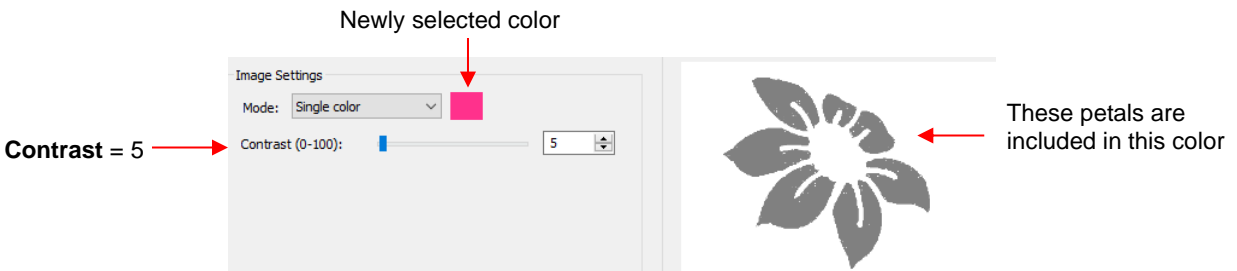 Newly selected color
Image Settings
Mode: Single color
Contrast (0-100): 5
Contrast = 5
These petals are
included in this color